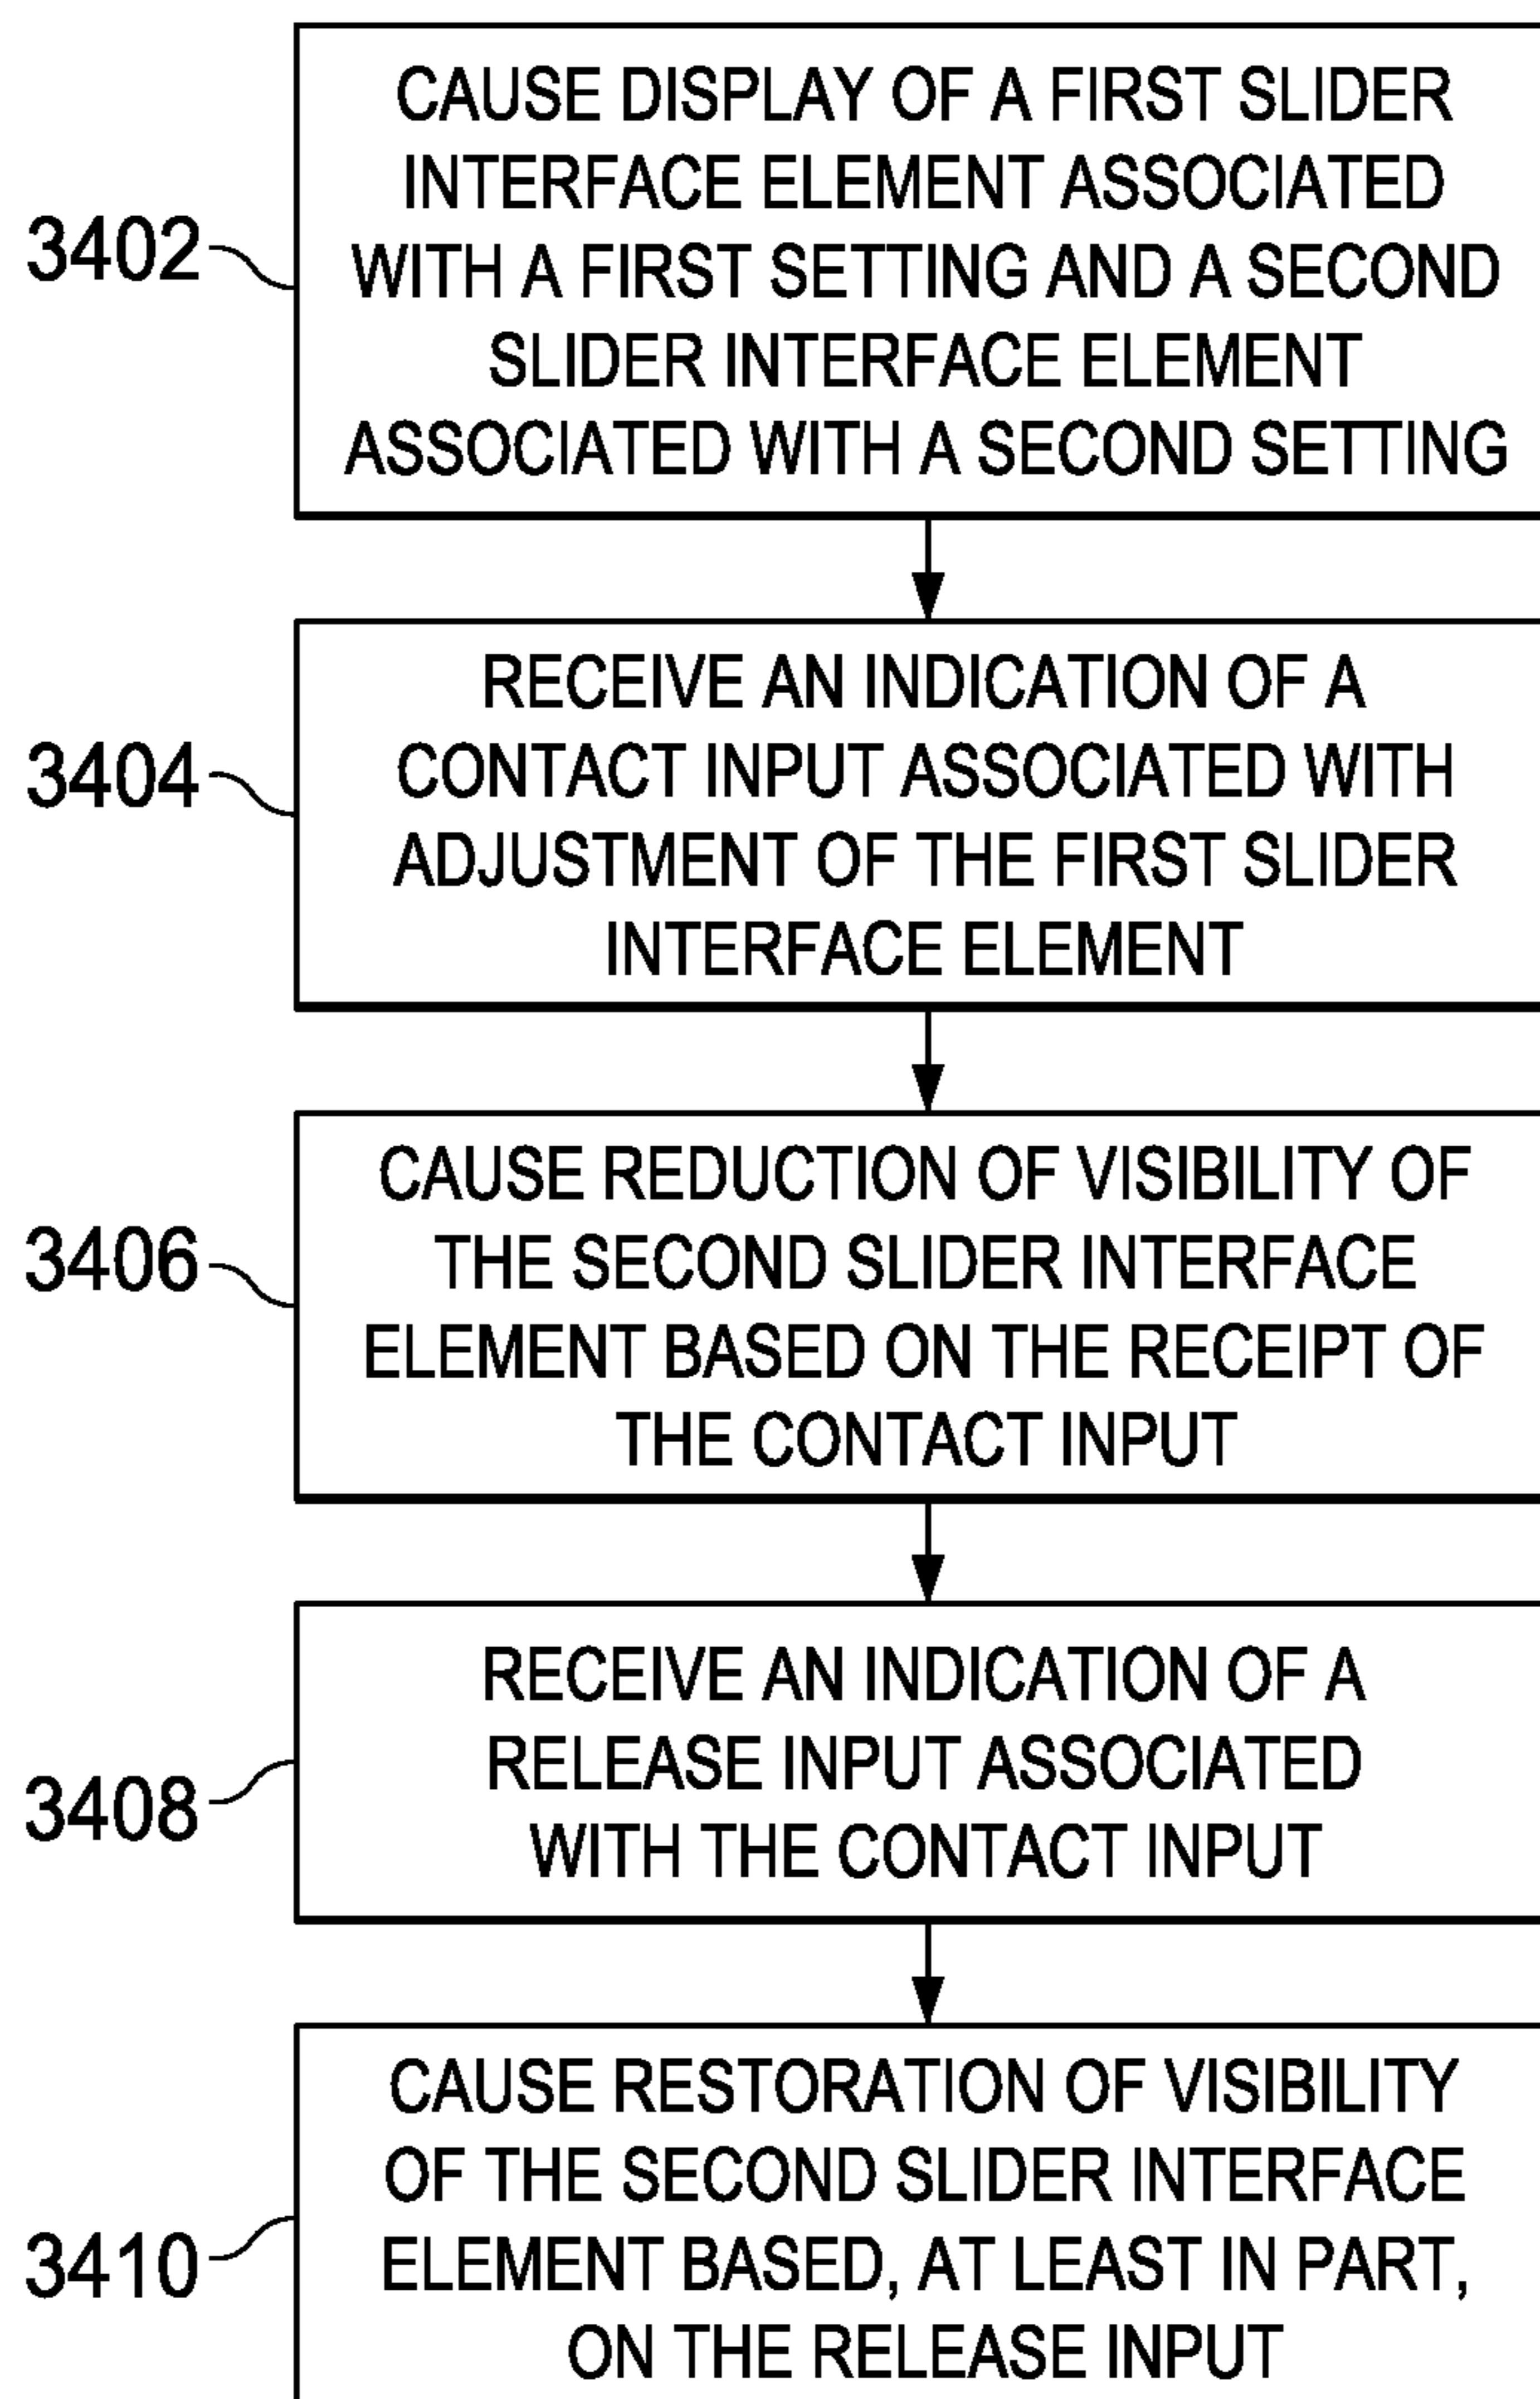 CAUSE DISPLAY OF A FIRST SLIDER
INTERFACE ELEMENT ASSOCIATED
WITH A FIRST SETTING AND A SECOND
SLIDER INTERFACE ELEMENT
ASSOCIATED WITH A SECOND SETTING
3402
RECEIVE AN INDICATION OF A
CONTACT INPUT ASSOCIATED WITH
ADJUSTMENT OF THE FIRST SLIDER
INTERFACE ELEMENT
3404
CAUSE REDUCTION OF VISIBILITY OF
THE SECOND SLIDER INTERFACE
ELEMENT BASED ON THE RECEIPT OF
THE CONTACT INPUT
3406
RECEIVE AN INDICATION OF A
RELEASE INPUT ASSOCIATED
WITH THE CONTACT INPUT
3408
CAUSE RESTORATION OF VISIBILITY
OF THE SECOND SLIDER INTERFACE
ELEMENT BASED, AT LEAST IN PART,
ON THE RELEASE INPUT
3410